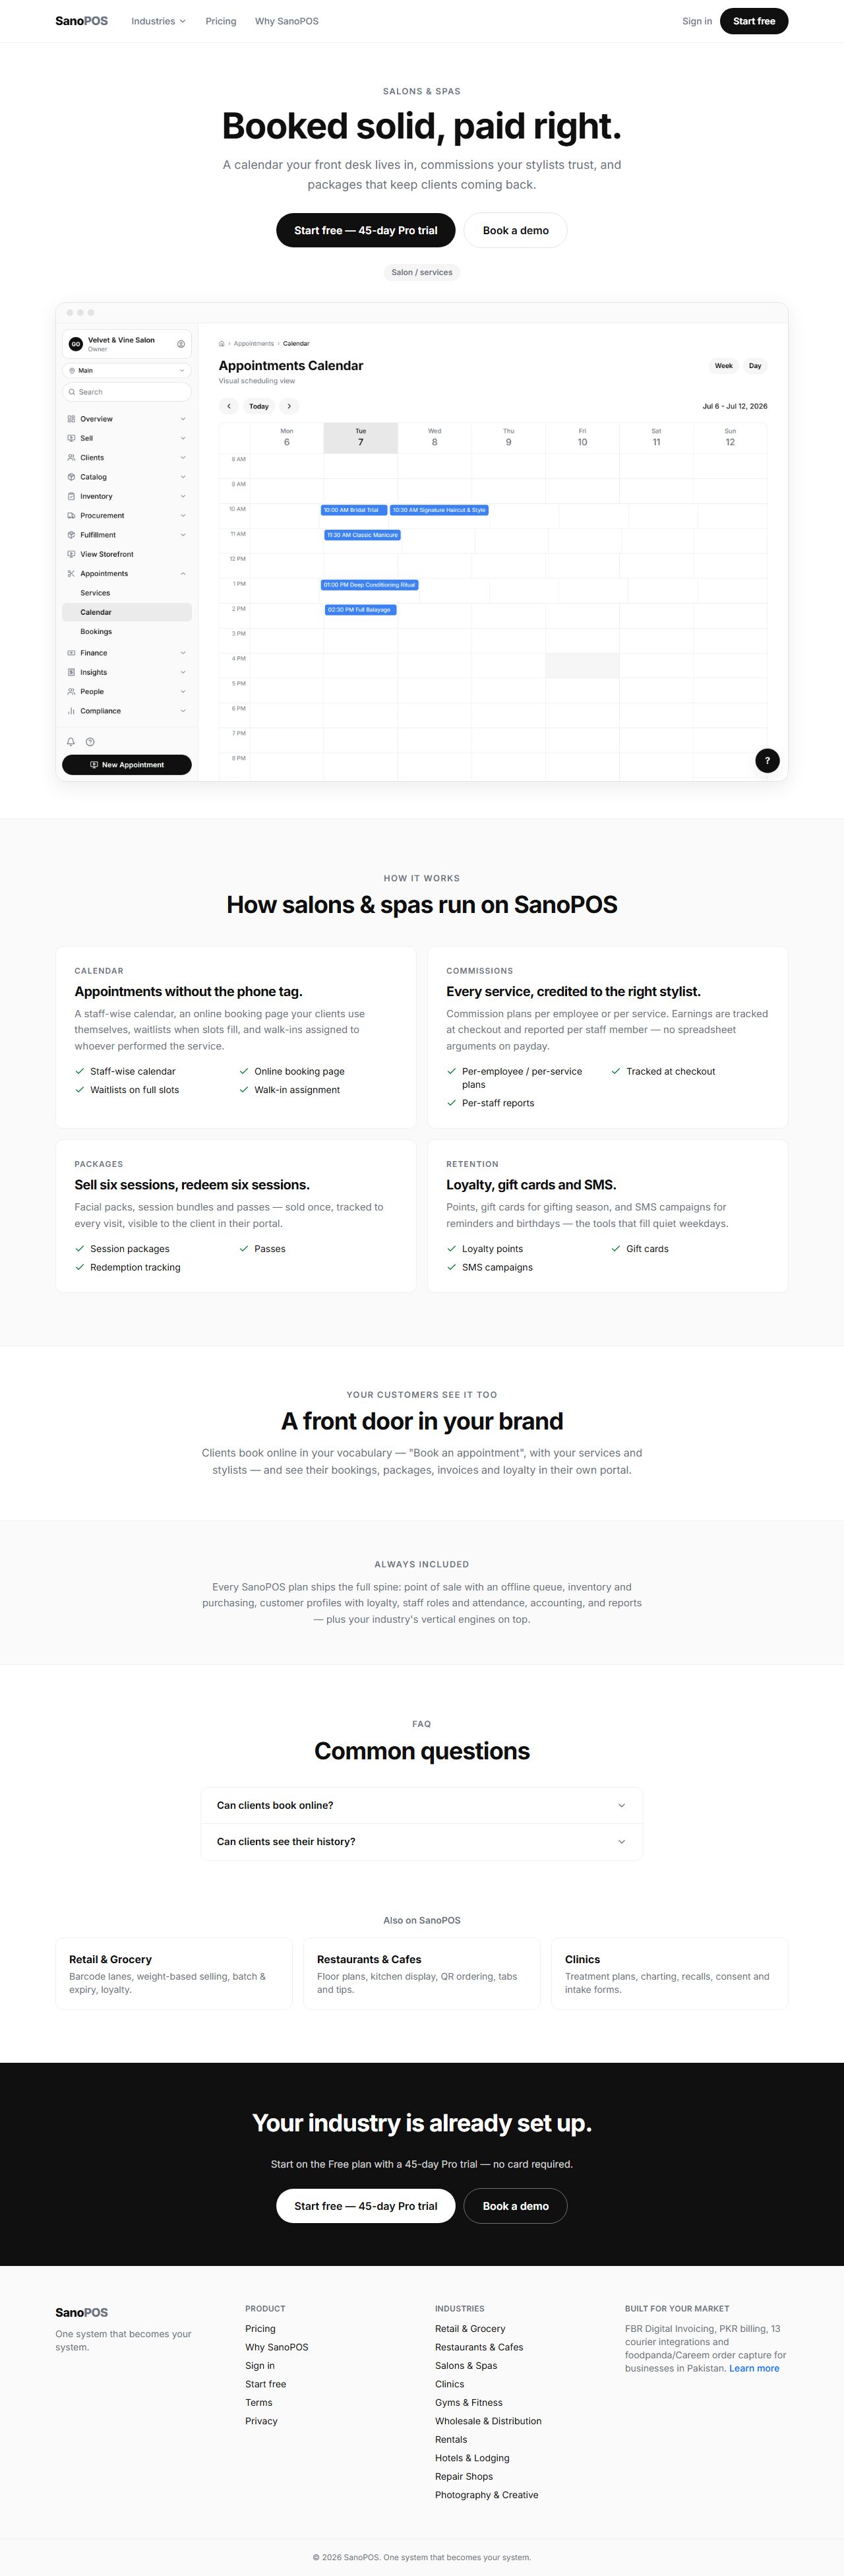 SanoPOS
Industries
Pricing
Why SanoPOS
Sign in
Start free
SALONS & SPAS
Booked solid, paid right.
A calendar your front desk lives in, commissions your stylists trust, and
packages that keep clients coming back.
Start free — 45-day Pro trial
Book a demo
Salon / services
GO
Velvet & Vine Salon
Owner
Main
Search
Overview
Sell
Clients
Catalog
Inventory
Procurement
Fulfillment
View Storefront
Appointments
Services
Calendar
Bookings
Finance
Insights
People
Compliance
New Appointment
Appointments › Calendar
Appointments Calendar
Visual scheduling view
Week
Day
Today
Jul 6 - Jul 12, 2026
Mon
6
Tue
7
Wed
8
Thu
9
Fri
10
Sat
11
Sun
12
8 AM
9 AM
10 AM
10:00 AM Bridal Trial
10:30 AM Signature Haircut & Style
11 AM
11:30 AM Classic Manicure
12 PM
1 PM
01:00 PM Deep Conditioning Ritual
2 PM
02:30 PM Full Balayage
3 PM
4 PM
5 PM
6 PM
7 PM
8 PM
?
HOW IT WORKS
How salons & spas run on SanoPOS
CALENDAR
Appointments without the phone tag.
A staff-wise calendar, an online booking page your clients use
themselves, waitlists when slots fill, and walk-ins assigned to
whoever performed the service.
Staff-wise calendar
Online booking page
Waitlists on full slots
Walk-in assignment
COMMISSIONS
Every service, credited to the right stylist.
Commission plans per employee or per service. Earnings are tracked
at checkout and reported per staff member — no spreadsheet
arguments on payday.
Per-employee / per-service
plans
Tracked at checkout
Per-staff reports
PACKAGES
Sell six sessions, redeem six sessions.
Facial packs, session bundles and passes — sold once, tracked to
every visit, visible to the client in their portal.
Session packages
Passes
Redemption tracking
RETENTION
Loyalty, gift cards and SMS.
Points, gift cards for gifting season, and SMS campaigns for
reminders and birthdays — the tools that fill quiet weekdays.
Loyalty points
Gift cards
SMS campaigns
YOUR CUSTOMERS SEE IT TOO
A front door in your brand
Clients book online in your vocabulary — "Book an appointment", with your services and
stylists — and see their bookings, packages, invoices and loyalty in their own portal.
ALWAYS INCLUDED
Every SanoPOS plan ships the full spine: point of sale with an offline queue, inventory and
purchasing, customer profiles with loyalty, staff roles and attendance, accounting, and reports
— plus your industry's vertical engines on top.
FAQ
Common questions
Can clients book online?
Can clients see their history?
Also on SanoPOS
Retail & Grocery
Barcode lanes, weight-based selling, batch &
expiry, loyalty.
Restaurants & Cafes
Floor plans, kitchen display, QR ordering, tabs
and tips.
Clinics
Treatment plans, charting, recalls, consent and
intake forms.
Your industry is already set up.
Start on the Free plan with a 45-day Pro trial — no card required.
Start free — 45-day Pro trial
Book a demo
SanoPOS
One system that becomes your
system.
PRODUCT
Pricing
Why SanoPOS
Sign in
Start free
Terms
Privacy
INDUSTRIES
Retail & Grocery
Restaurants & Cafes
Salons & Spas
Clinics
Gyms & Fitness
Wholesale & Distribution
Rentals
Hotels & Lodging
Repair Shops
Photography & Creative
BUILT FOR YOUR MARKET
FBR Digital Invoicing, PKR billing, 13
courier integrations and
foodpanda/Careem order capture for
businesses in Pakistan. Learn more
© 2026 SanoPOS. One system that becomes your system.